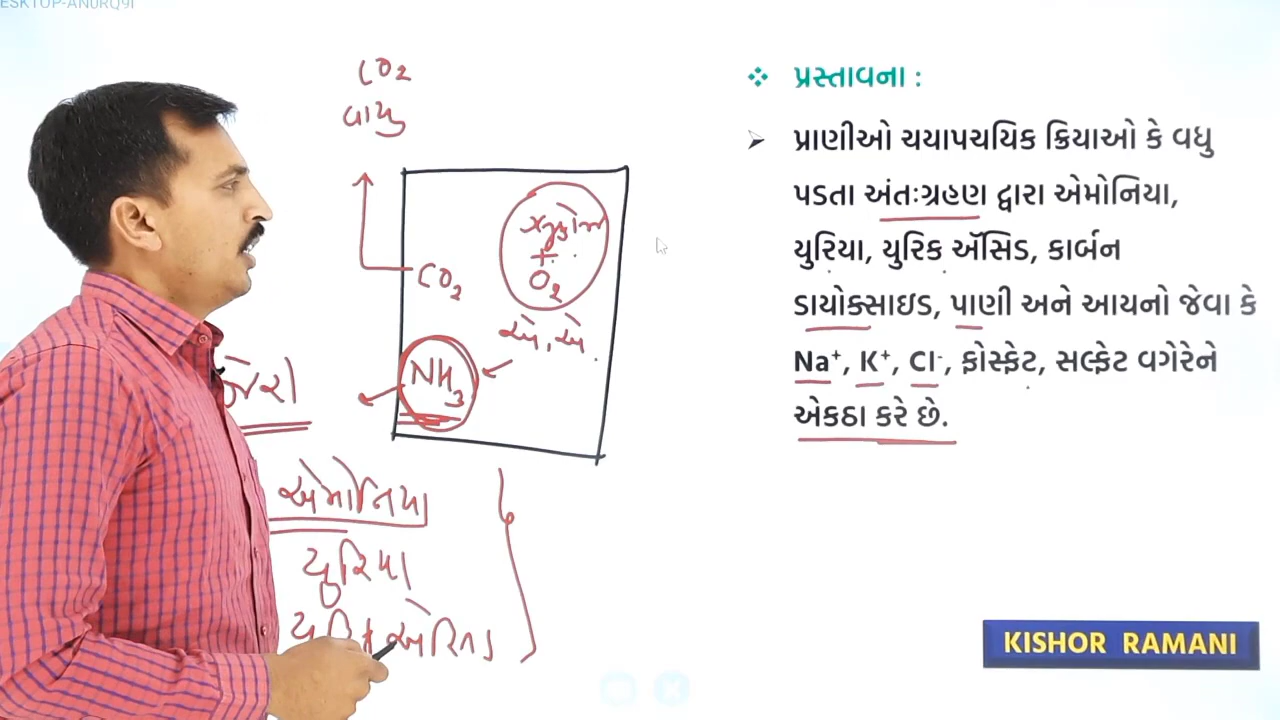 ESKTOP-AN0RQ9I
CO₂
વાયુ
+
O₂
CO₂
NH₃
એમોનિયા
યુરિયા
❖ પ્રસ્તાવના :
➢ પ્રાણીઓ ચયાપચયિક ક્રિયાઓ કે વધુ
પડતા અંતઃગ્રહણ દ્વારા એમોનિયા,
યુરિયા, યુરિક ઍસિડ, કાર્બન
ડાયોક્સાઇડ, પાણી અને આયનો જેવા કે
Na⁺, K⁺, Cl⁻, ફોસ્ફેટ, સલ્ફેટ વગેરેને
એકઠા કરે છે.
KISHOR RAMANI